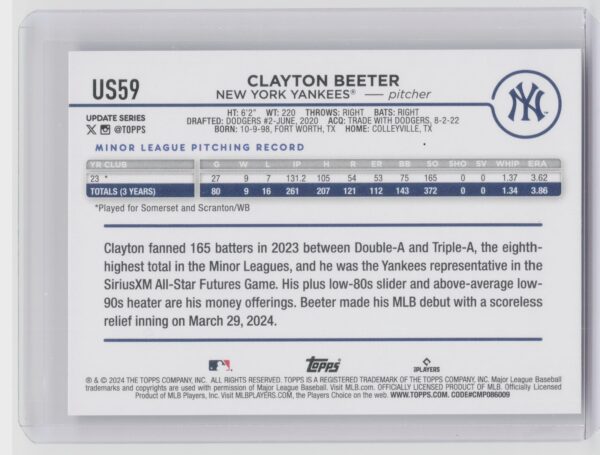 US59
CLAYTON BEETER
NEW YORK YANKEES® — pitcher
UPDATE SERIES
@TOPPS
HT: 6'2" WT: 220 THROWS: RIGHT BATS: RIGHT
DRAFTED: DODGERS #2-JUNE, 2020 ACQ: TRADE WITH DODGERS, 8-2-22
BORN: 10-9-98, FORT WORTH, TX HOME: COLLEYVILLE, TX
MINOR LEAGUE PITCHING RECORD
YR CLUB G W L IP H R ER BB SO SHO SV WHIP ERA
23 * 27 9 7 131.2 105 54 53 75 165 0 0 1.37 3.62
TOTALS (3 YEARS) 80 9 16 261 207 121 112 143 372 0 0 1.34 3.86
*Played for Somerset and Scranton/WB
Clayton fanned 165 batters in 2023 between Double-A and Triple-A, the eighth-
highest total in the Minor Leagues, and he was the Yankees representative in the
SiriusXM All-Star Futures Game. His plus low-80s slider and above-average low-
90s heater are his money offerings. Beeter made his MLB debut with a scoreless
relief inning on March 29, 2024.
Topps
PLAYERS
® & © 2024 THE TOPPS COMPANY, INC. ALL RIGHTS RESERVED. TOPPS IS A REGISTERED TRADEMARK OF THE TOPPS COMPANY, INC. Major League Baseball
trademarks and copyrights are used with permission of Major League Baseball. Visit MLB.com. OFFICIALLY LICENSED PRODUCT OF MLB. Officially Licensed
Product of MLB Players, Inc. Visit MLBPLAYERS.COM, the Players Choice on the web. WWW.TOPPS.COM. CODE#CMP086009